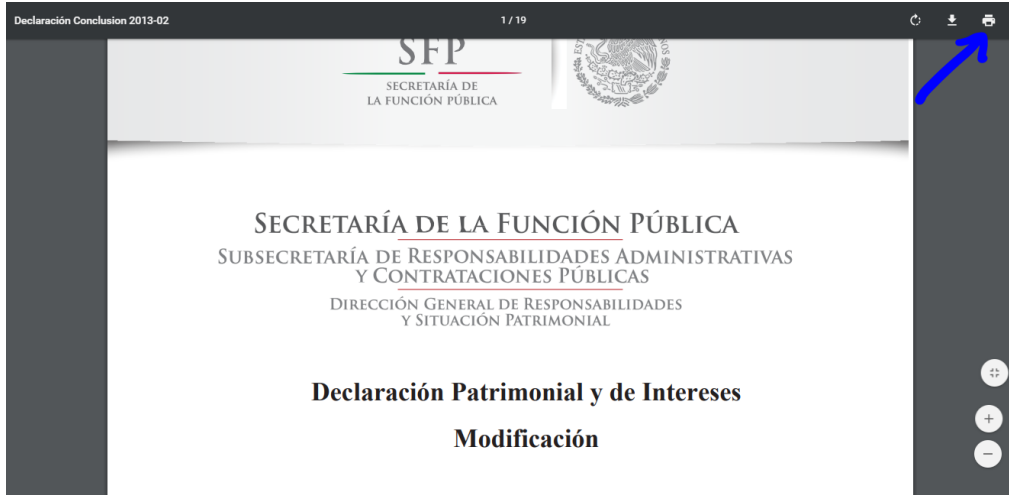 Declaración Conclusion 2013-02
1 / 19
SFP
SECRETARÍA DE
LA FUNCIÓN PÚBLICA
SECRETARÍA DE LA FUNCIÓN PÚBLICA
SUBSECRETARÍA DE RESPONSABILIDADES ADMINISTRATIVAS
Y CONTRATACIONES PÚBLICAS
DIRECCIÓN GENERAL DE RESPONSABILIDADES
Y SITUACIÓN PATRIMONIAL
Declaración Patrimonial y de Intereses
Modificación